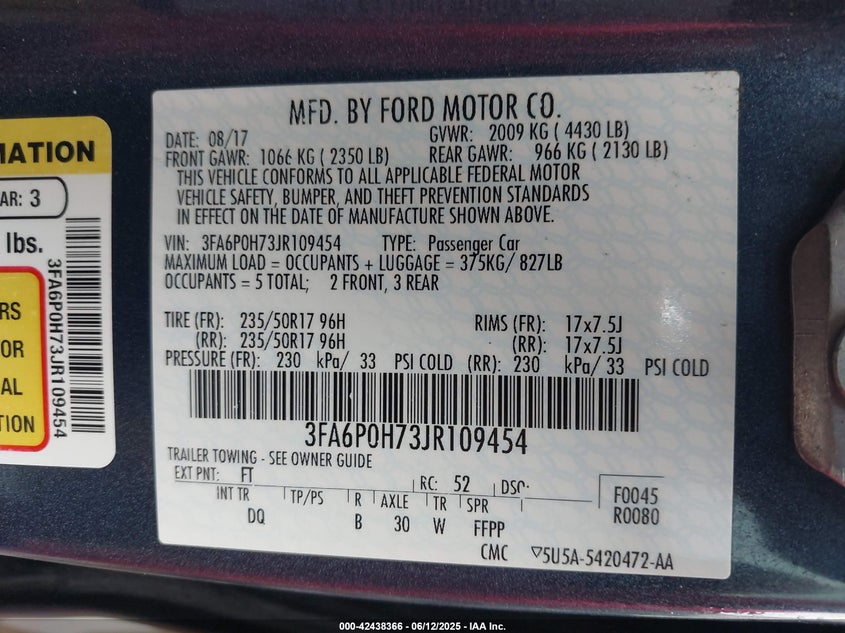 MATION
AR: 3
lbs.
RS
OR
AL
TION
3FA6P0H73JR109454
MFD. BY FORD MOTOR CO.
DATE: 08/17 GVWR: 2009 KG ( 4430 LB)
FRONT GAWR: 1066 KG ( 2350 LB) REAR GAWR: 966 KG ( 2130 LB)
THIS VEHICLE CONFORMS TO ALL APPLICABLE FEDERAL MOTOR
VEHICLE SAFETY, BUMPER, AND THEFT PREVENTION STANDARDS
IN EFFECT ON THE DATE OF MANUFACTURE SHOWN ABOVE.
VIN: 3FA6P0H73JR109454 TYPE: Passenger Car
MAXIMUM LOAD = OCCUPANTS + LUGGAGE = 375KG/ 827LB
OCCUPANTS = 5 TOTAL; 2 FRONT, 3 REAR
TIRE (FR): 235/50R17 96H RIMS (FR): 17x7.5J
(RR): 235/50R17 96H (RR): 17x7.5J
PRESSURE (FR): 230 kPa/ 33 PSI COLD (RR): 230 kPa/ 33 PSI COLD
3FA6P0H73JR109454
TRAILER TOWING - SEE OWNER GUIDE
EXT PNT: FT RC: 52 DSO:
INT TR TP/PS R AXLE TR SPR F0045
DQ B 30 W FFPP R0080
CMC ▽5U5A-5420472-AA
000-42438366 - 06/12/2025 - IAA Inc.